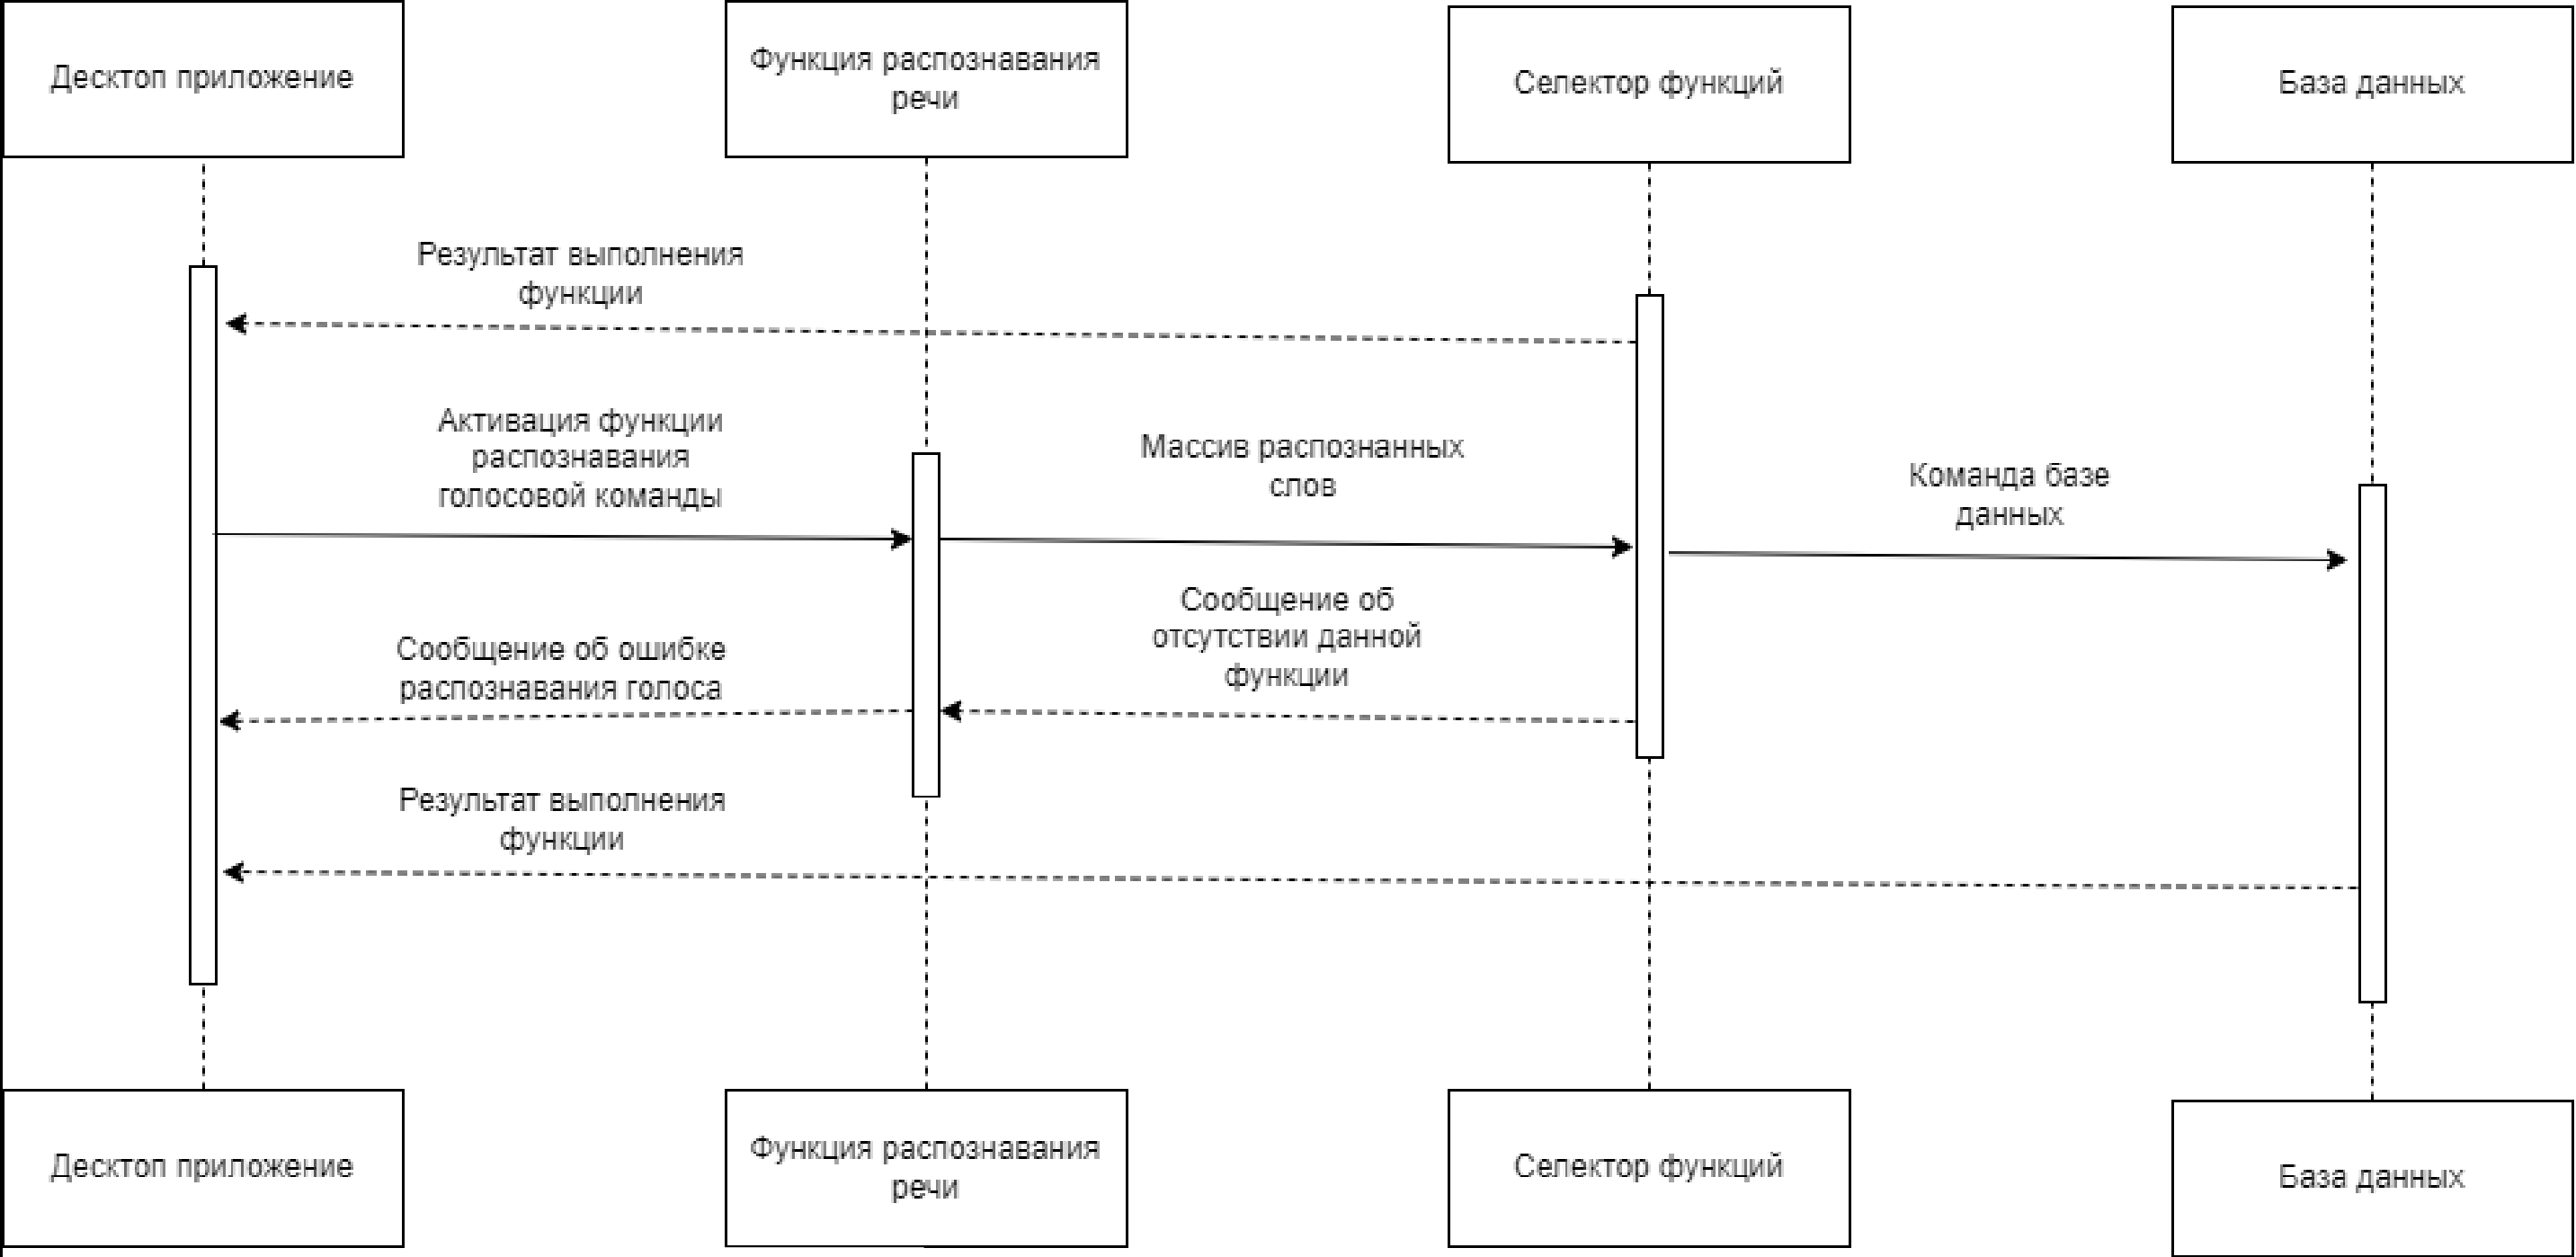 Десктоп приложение
Функция распознавания
речи
Селектор функций
База данных
Результат выполнения
функции
Активация функции
распознавания
голосовой команды
Массив распознанных
слов
Команда базе
данных
Сообщение об
отсутствии данной
функции
Сообщение об ошибке
распознавания голоса
Результат выполнения
функции
Десктоп приложение
Функция распознавания
речи
Селектор функций
База данных